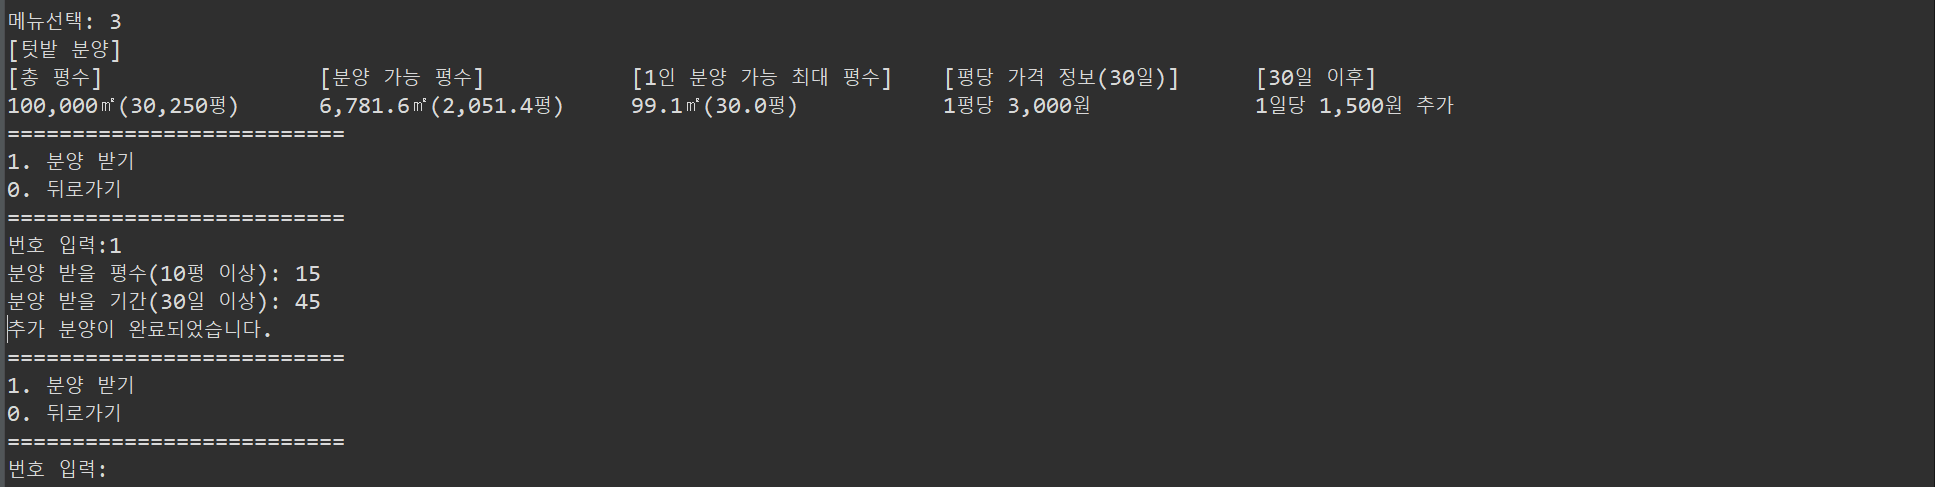 메뉴선택: 3
[텃밭 분양]
[총 평수] [분양 가능 평수] [1인 분양 가능 최대 평수] [평당 가격 정보(30일)] [30일 이후]
100,000㎡(30,250평) 6,781.6㎡(2,051.4평) 99.1㎡(30.0평) 1평당 3,000원 1일당 1,500원 추가
==========================
1. 분양 받기
0. 뒤로가기
==========================
번호 입력:1
분양 받을 평수(10평 이상): 15
분양 받을 기간(30일 이상): 45
추가 분양이 완료되었습니다.
==========================
1. 분양 받기
0. 뒤로가기
==========================
번호 입력: